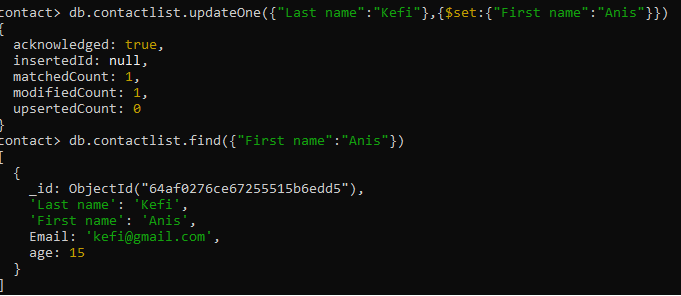 contact> db.contactlist.updateOne({"Last name":"Kefi"},{$set:{"First name":"Anis"}})
{
  acknowledged: true,
  insertedId: null,
  matchedCount: 1,
  modifiedCount: 1,
  upsertedCount: 0
}
contact> db.contactlist.find({"First name":"Anis"})
[
  {
    _id: ObjectId("64af0276ce67255515b6edd5"),
    'Last name': 'Kefi',
    'First name': 'Anis',
    Email: 'kefi@gmail.com',
    age: 15
  }
]